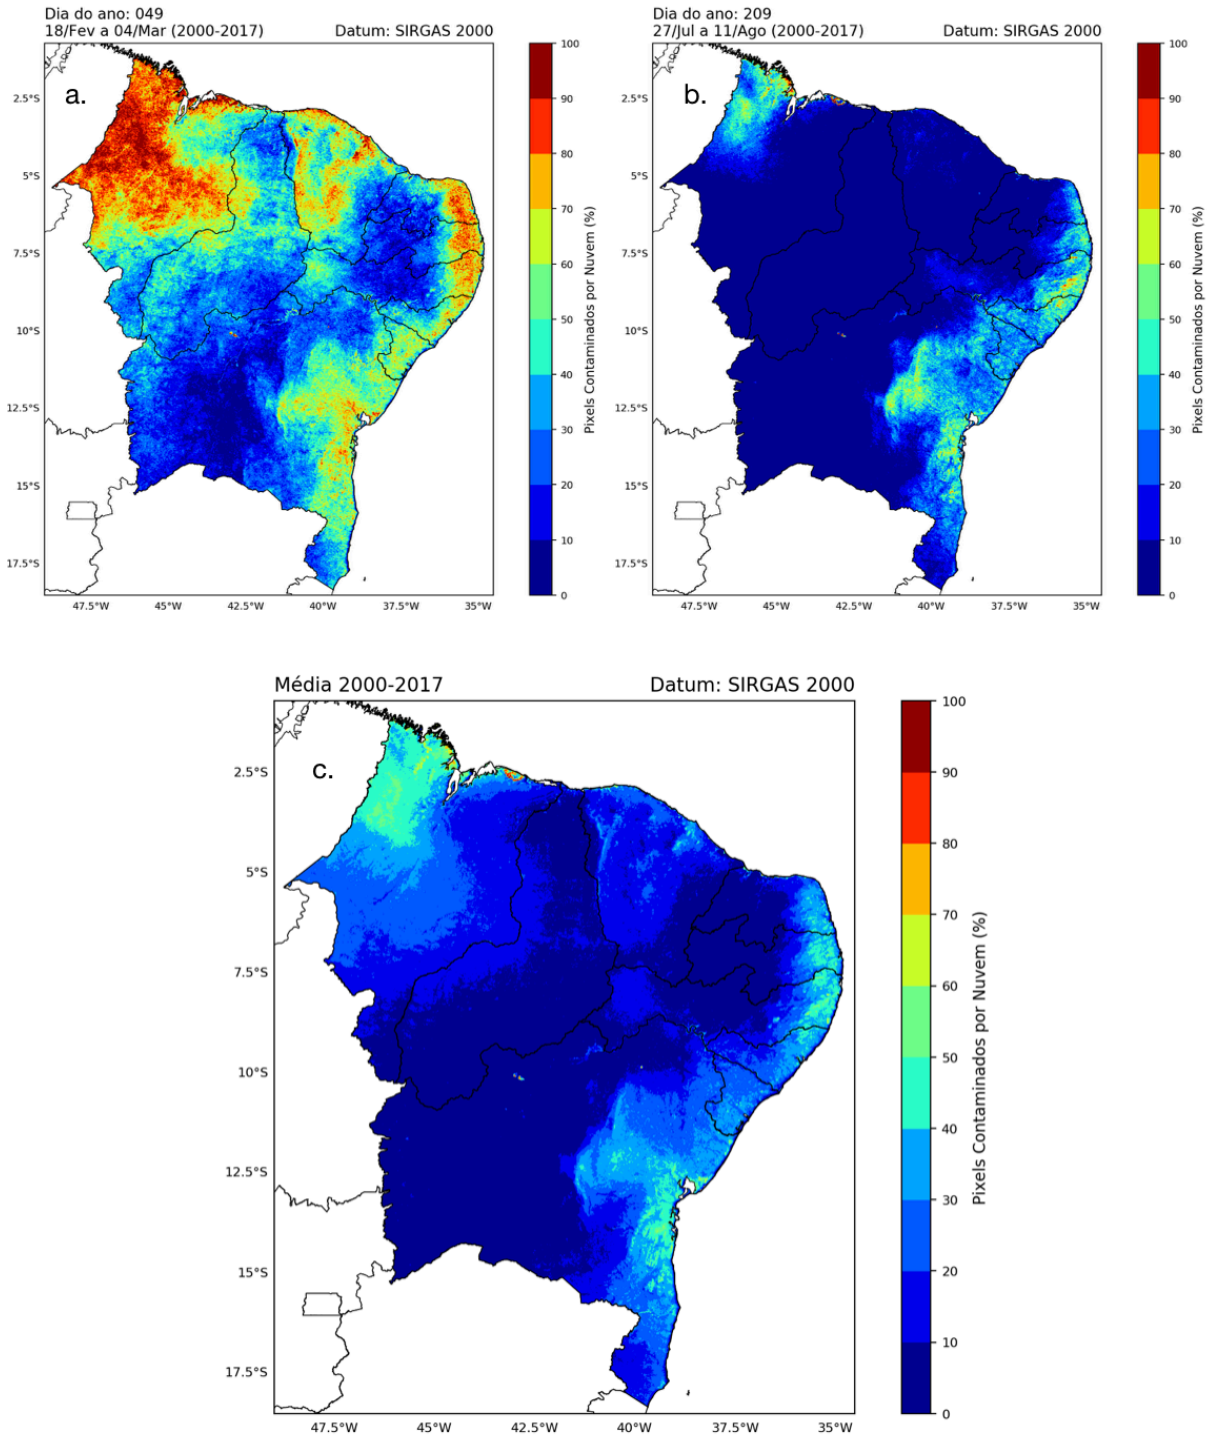 Dia do ano: 049
18/Fev a 04/Mar (2000-2017) Datum: SIRGAS 2000
a.
2.5°S
5°S
7.5°S
10°S
12.5°S
15°S
17.5°S
47.5°W 45°W 42.5°W 40°W 37.5°W 35°W
100
90
80
70
60
50
40
30
20
10
0
Pixels Contaminados por Nuvem (%)
Dia do ano: 209
27/Jul a 11/Ago (2000-2017) Datum: SIRGAS 2000
b.
2.5°S
5°S
7.5°S
10°S
12.5°S
15°S
17.5°S
47.5°W 45°W 42.5°W 40°W 37.5°W 35°W
100
90
80
70
60
50
40
30
20
10
0
Pixels Contaminados por Nuvem (%)
Média 2000-2017 Datum: SIRGAS 2000
c.
2.5°S
5°S
7.5°S
10°S
12.5°S
15°S
17.5°S
47.5°W 45°W 42.5°W 40°W 37.5°W 35°W
100
90
80
70
60
50
40
30
20
10
0
Pixels Contaminados por Nuvem (%)